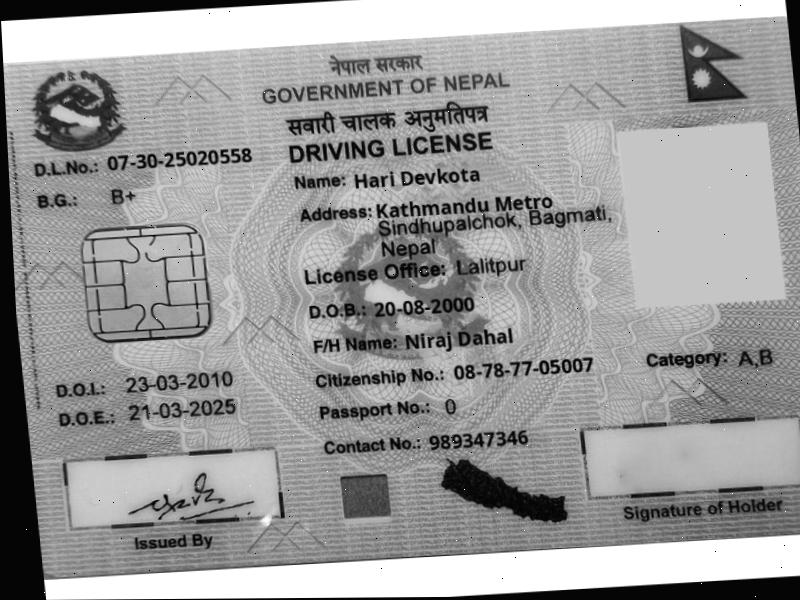 नेपाल सरकार
GOVERNMENT OF NEPAL
सवारी चालक अनुमतिपत्र
DRIVING LICENSE
D.L.No.: 07-30-25020558
B.G.: B+
Name: Hari Devkota
Address: Kathmandu Metro
Sindhupalchok, Bagmati,
Nepal
License Office: Lalitpur
D.O.B.: 20-08-2000
F/H Name: Niraj Dahal
Citizenship No.: 08-78-77-05007
Category: A,B
D.O.I.: 23-03-2010
D.O.E.: 21-03-2025
Passport No.: 0
Contact No.: 989347346
Issued By
Signature of Holder